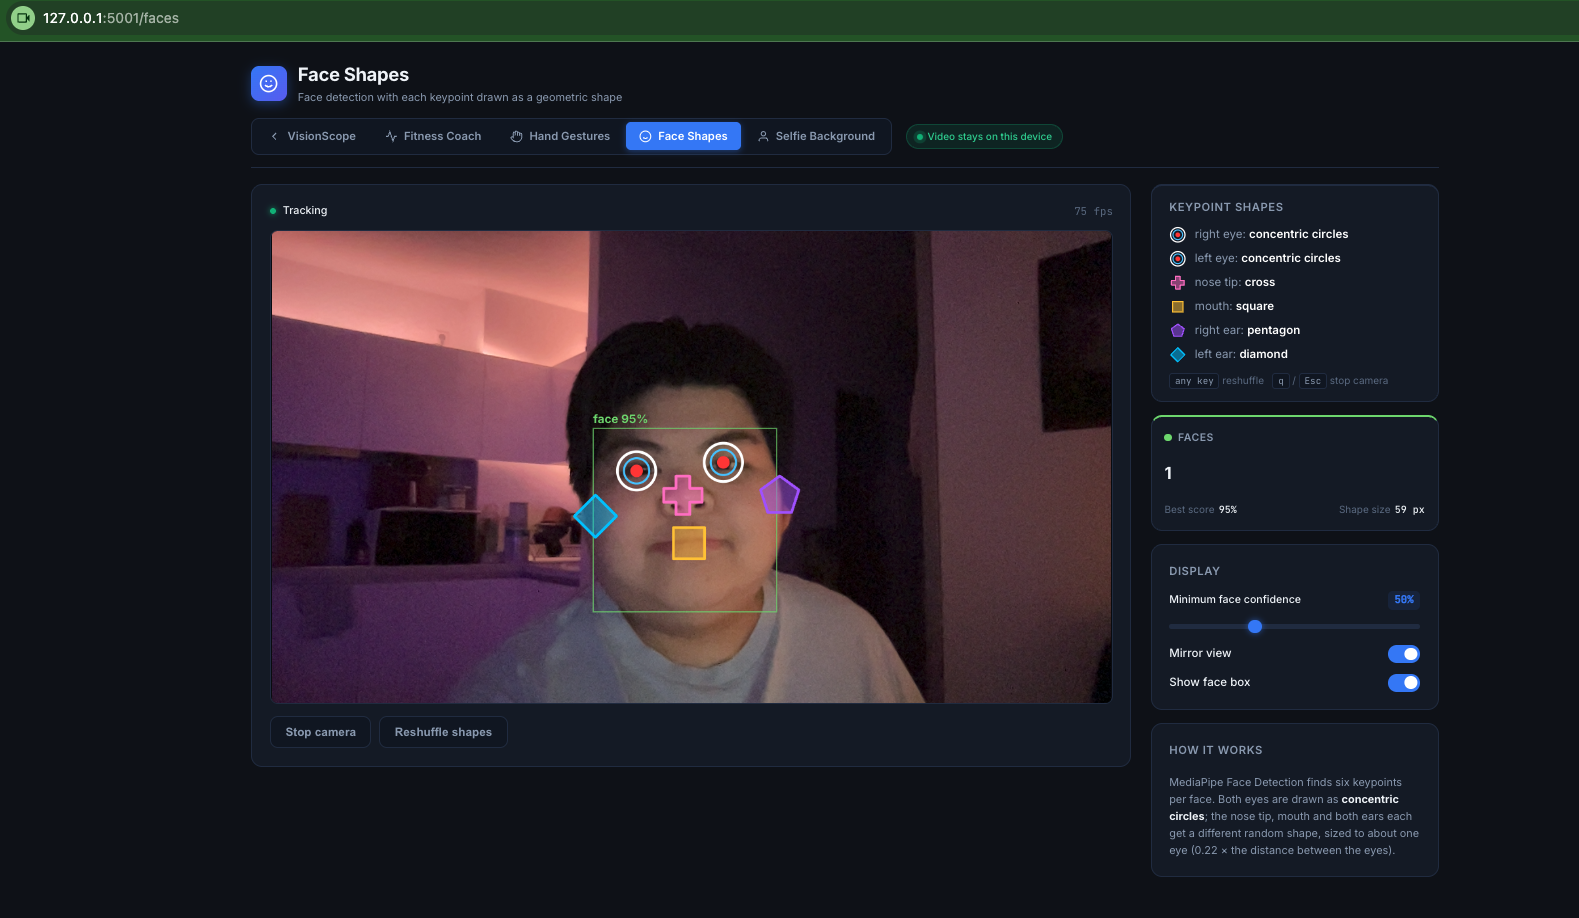 127.0.0.1:5001/faces
Face Shapes
Face detection with each keypoint drawn as a geometric shape
VisionScope
Fitness Coach
Hand Gestures
Face Shapes
Selfie Background
Video stays on this device
Tracking
75 fps
face 95%
Stop camera
Reshuffle shapes
KEYPOINT SHAPES
right eye: concentric circles
left eye: concentric circles
nose tip: cross
mouth: square
right ear: pentagon
left ear: diamond
any key reshuffle q / Esc stop camera
FACES
1
Best score 95% Shape size 59 px
DISPLAY
Minimum face confidence 50%
Mirror view
Show face box
HOW IT WORKS
MediaPipe Face Detection finds six keypoints
per face. Both eyes are drawn as concentric
circles; the nose tip, mouth and both ears each
get a different random shape, sized to about one
eye (0.22 × the distance between the eyes).